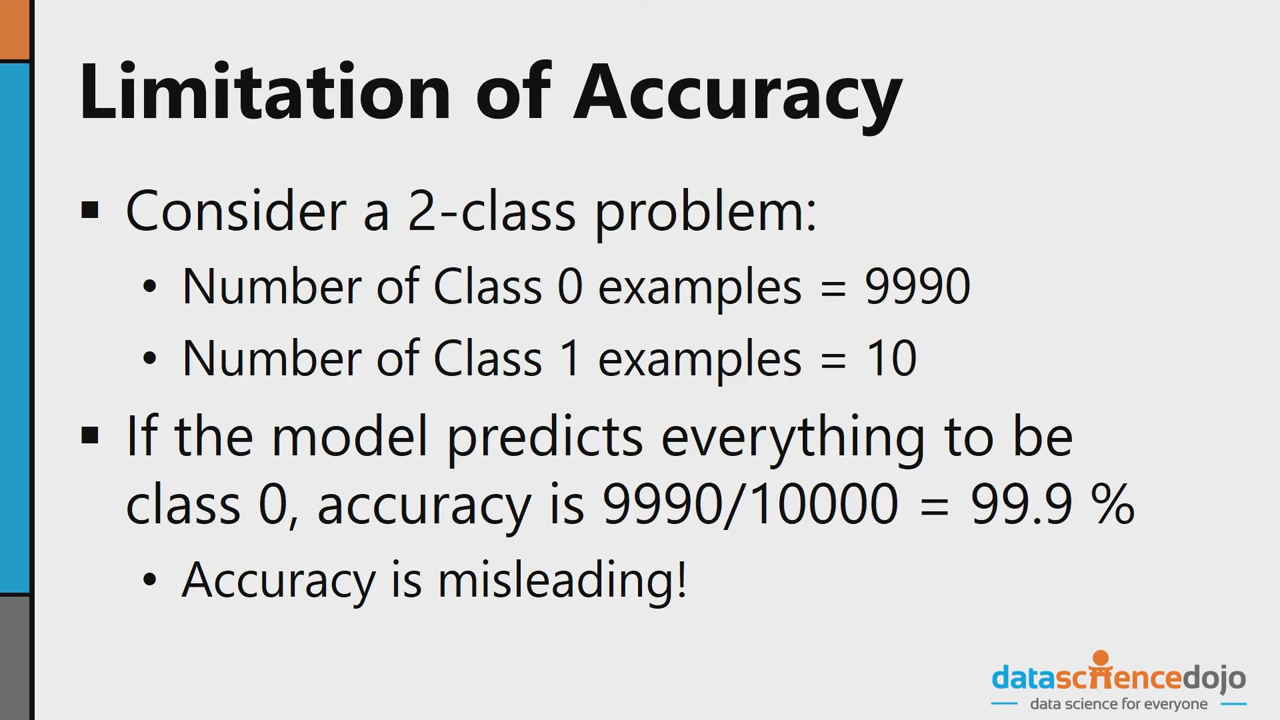 Limitation of Accuracy
▪ Consider a 2-class problem:
• Number of Class 0 examples = 9990
• Number of Class 1 examples = 10
▪ If the model predicts everything to be
class 0, accuracy is 9990/10000 = 99.9 %
• Accuracy is misleading!
datasciencedojo
data science for everyone